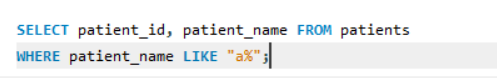 SELECT patient_id, patient_name FROM patients
WHERE patient_name LIKE "a%";